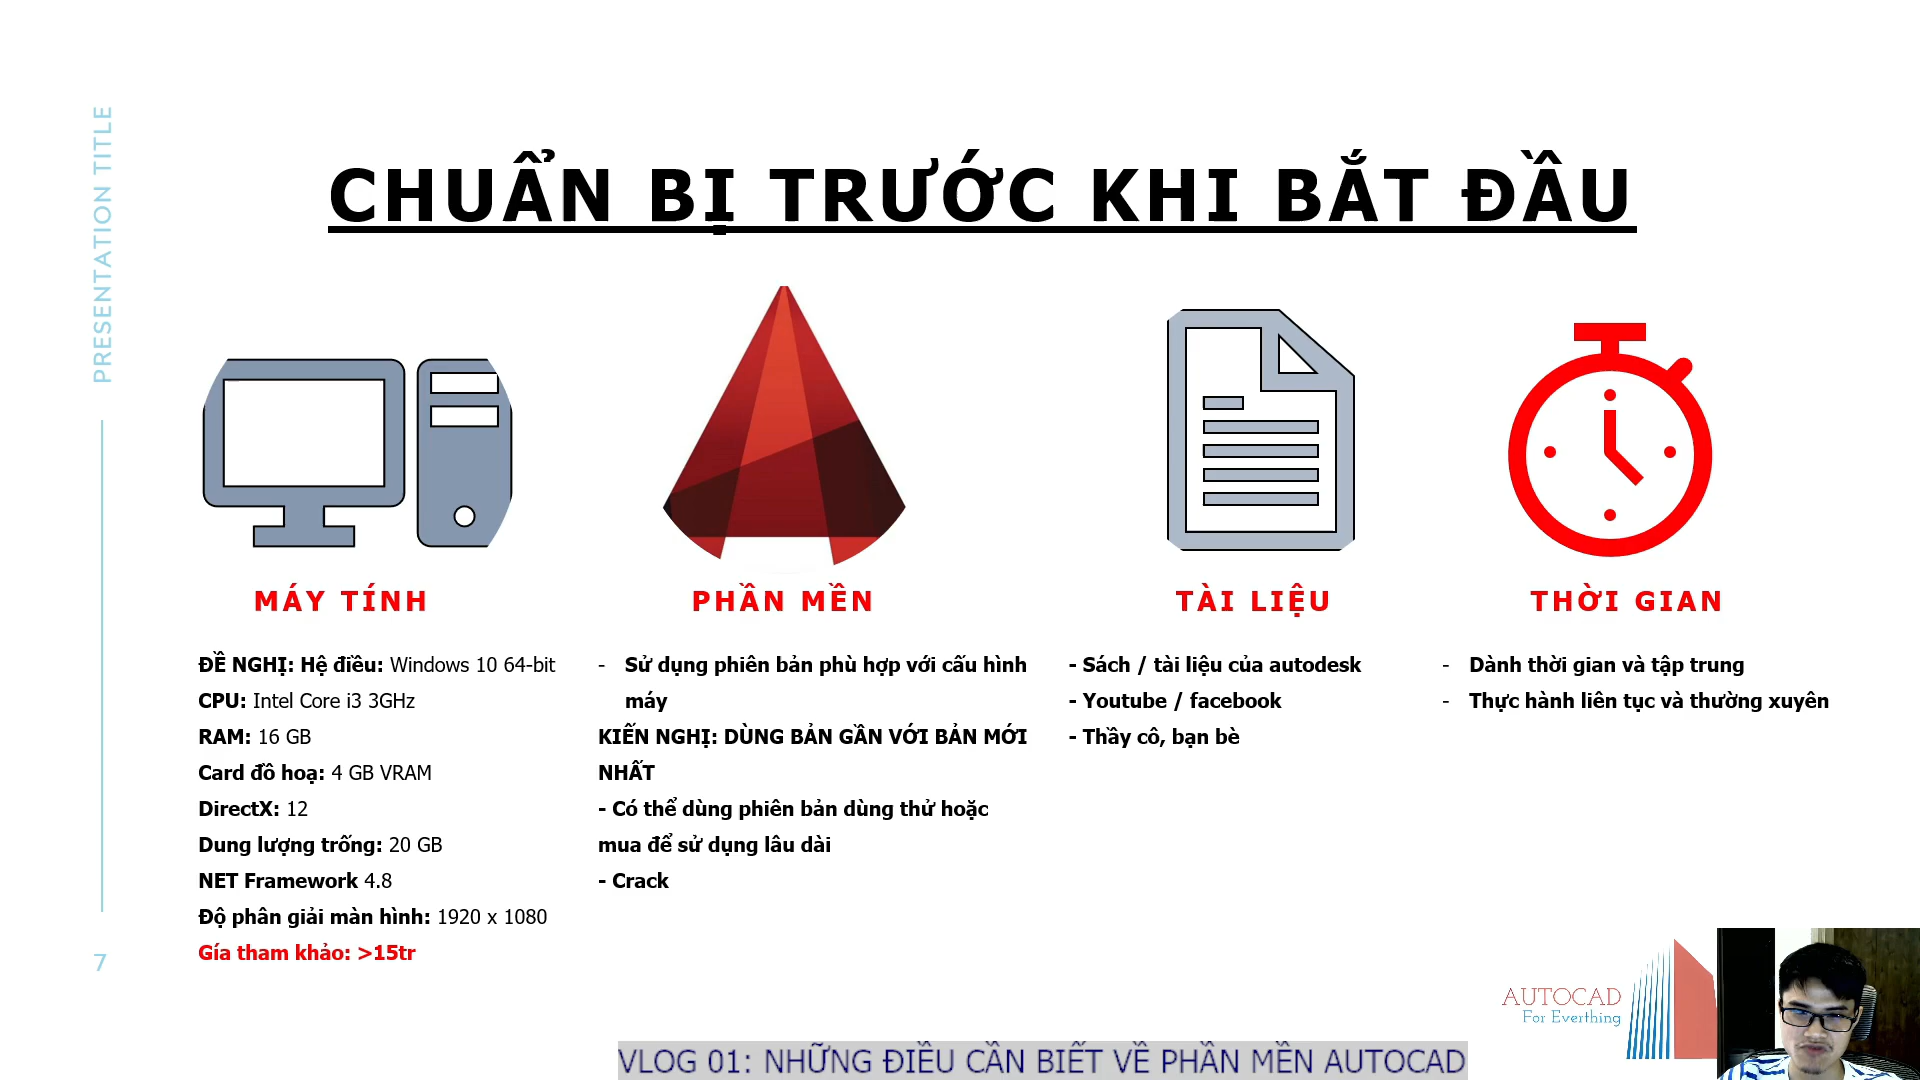 PRESENTATION TITLE
CHUẨN BỊ TRƯỚC KHI BẮT ĐẦU
MÁY TÍNH
ĐỀ NGHỊ: Hệ điều: Windows 10 64-bit
CPU: Intel Core i3 3GHz
RAM: 16 GB
Card đồ hoạ: 4 GB VRAM
DirectX: 12
Dung lượng trống: 20 GB
NET Framework 4.8
Độ phân giải màn hình: 1920 x 1080
Gía tham khảo: >15tr
PHẦN MỀN
- Sử dụng phiên bản phù hợp với cấu hình
máy
KIẾN NGHỊ: DÙNG BẢN GẦN VỚI BẢN MỚI
NHẤT
- Có thể dùng phiên bản dùng thử hoặc
mua để sử dụng lâu dài
- Crack
TÀI LIỆU
- Sách / tài liệu của autodesk
- Youtube / facebook
- Thầy cô, bạn bè
THỜI GIAN
- Dành thời gian và tập trung
- Thực hành liên tục và thường xuyên
7
AUTOCAD
For Everthing
VLOG 01: NHỮNG ĐIỀU CẦN BIẾT VỀ PHẦN MỀN AUTOCAD